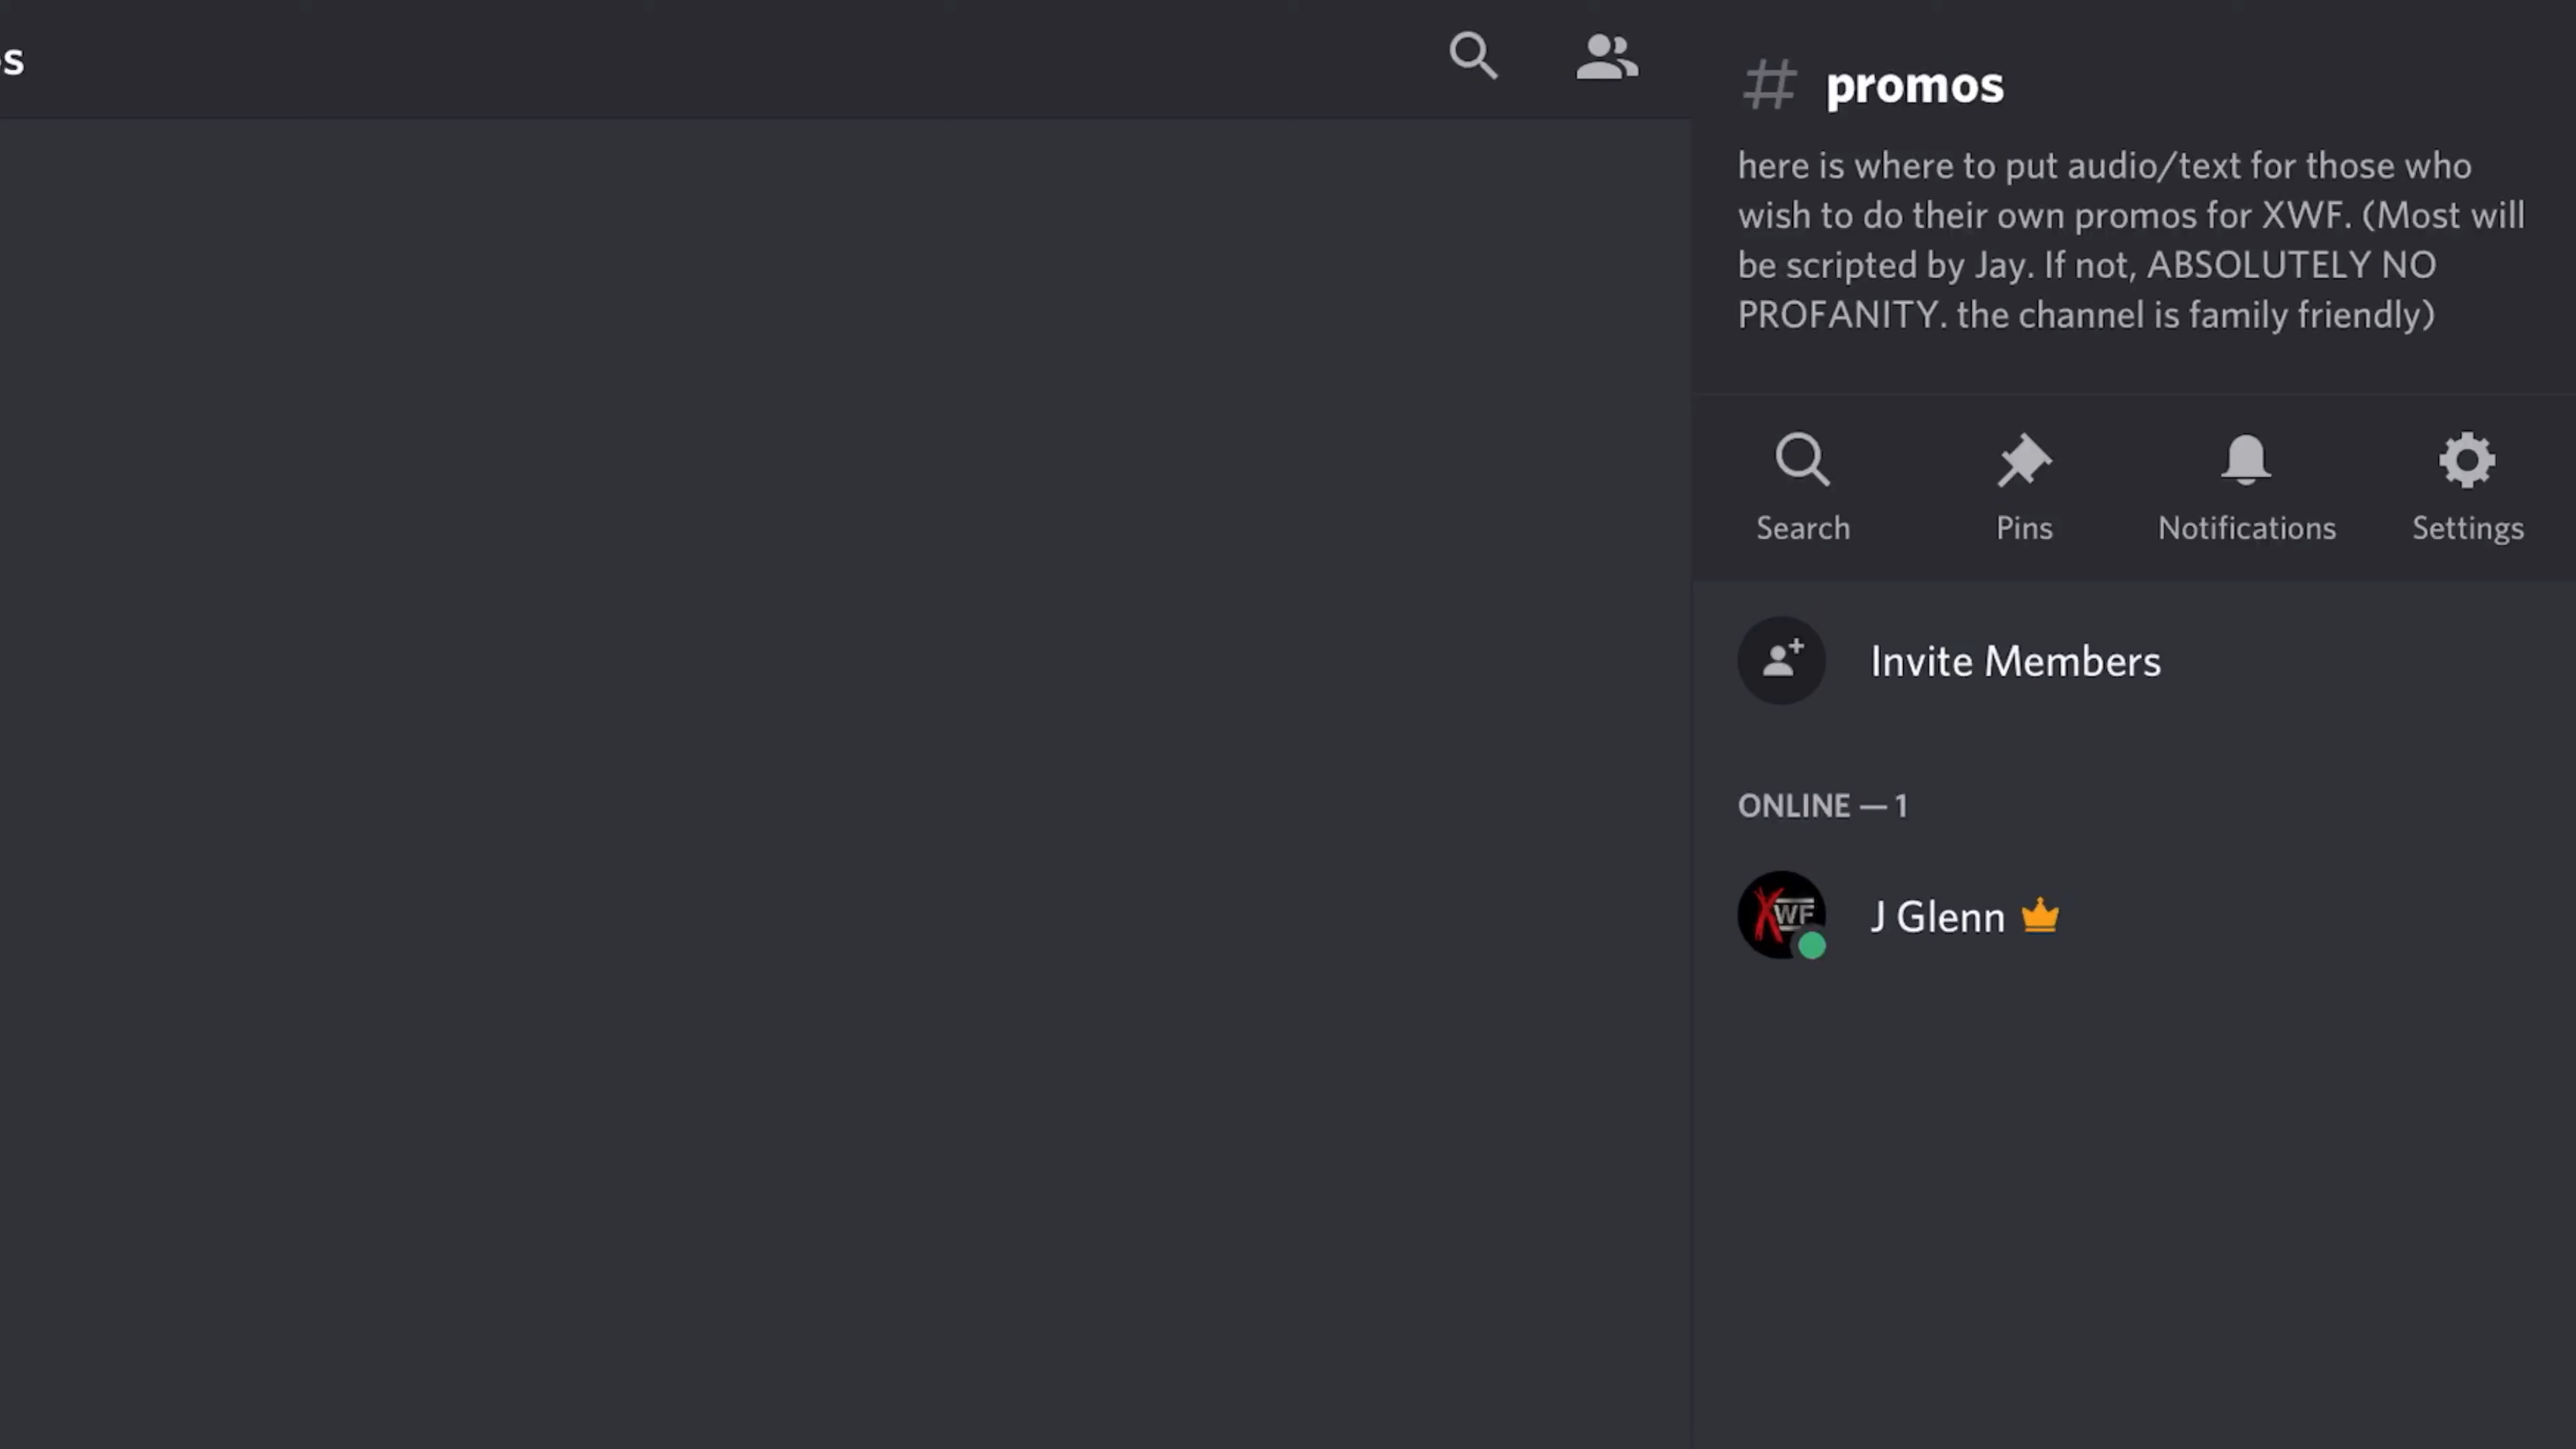 s
# promos
here is where to put audio/text for those who
wish to do their own promos for XWF. (Most will
be scripted by Jay. If not, ABSOLUTELY NO
PROFANITY. the channel is family friendly)
Search Pins Notifications Settings
Invite Members
ONLINE — 1
XWF
J Glenn